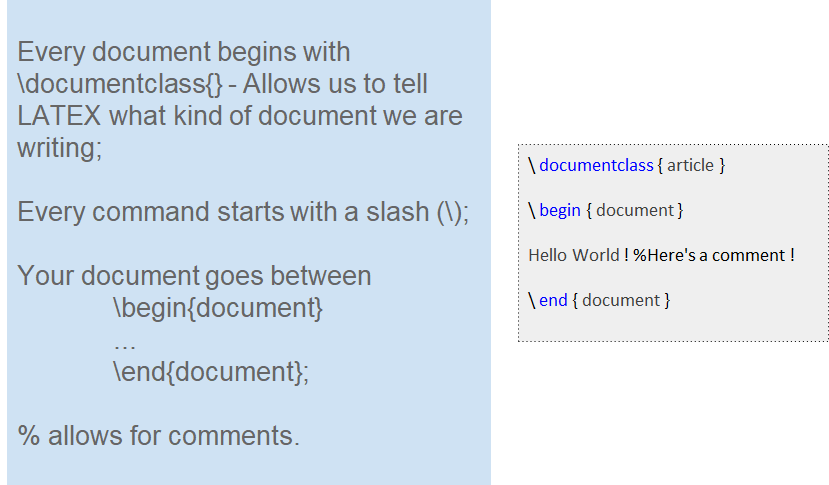 Every document begins with
\documentclass{} - Allows us to tell
LATEX what kind of document we are
writing;
Every command starts with a slash (\);
Your document goes between
\begin{document}
...
\end{document};
% allows for comments.
\ documentclass { article }
\ begin { document }
Hello World ! %Here's a comment !
\ end { document }